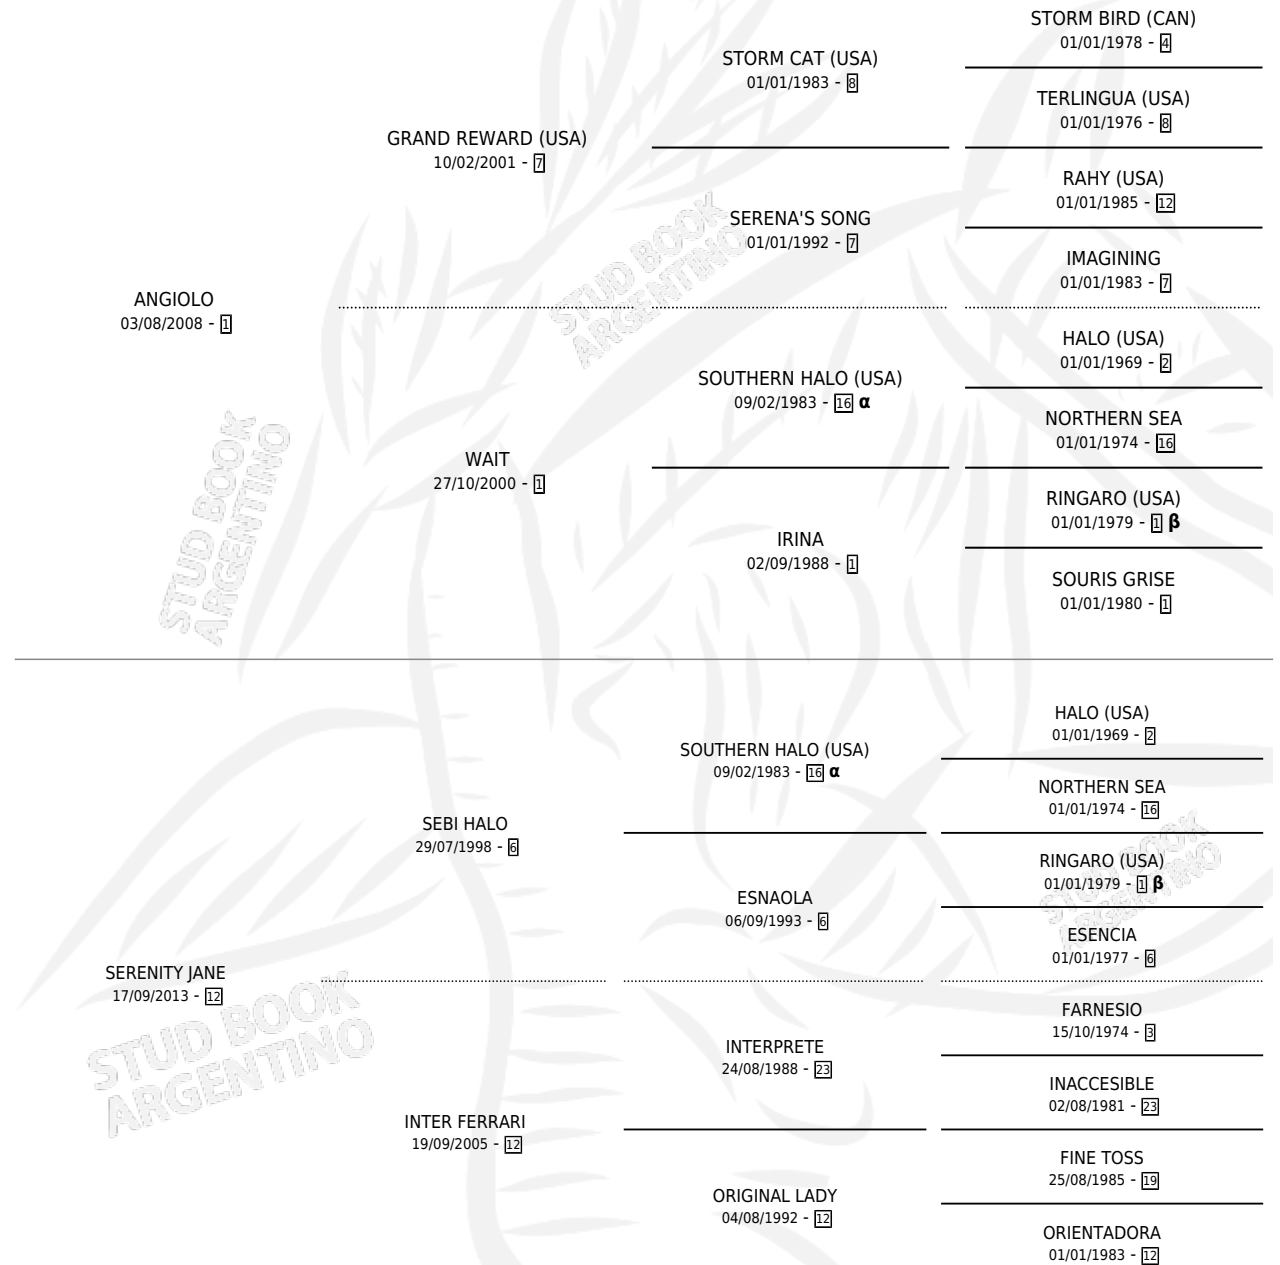 STORM BIRD (CAN)
01/01/1978 - 4
STORM CAT (USA)
01/01/1983 - 8
TERLINGUA (USA)
01/01/1976 - 8
GRAND REWARD (USA)
10/02/2001 - 7
RAHY (USA)
01/01/1985 - 12
SERENA'S SONG
01/01/1992 - 7
IMAGINING
01/01/1983 - 7
ANGIOLO
03/08/2008 - 1
HALO (USA)
01/01/1969 - 2
SOUTHERN HALO (USA)
09/02/1983 - 16 α
NORTHERN SEA
01/01/1974 - 16
WAIT
27/10/2000 - 1
RINGARO (USA)
01/01/1979 - 1 β
IRINA
02/09/1988 - 1
SOURIS GRISE
01/01/1980 - 1
HALO (USA)
01/01/1969 - 2
SOUTHERN HALO (USA)
09/02/1983 - 16 α
NORTHERN SEA
01/01/1974 - 16
SEBI HALO
29/07/1998 - 6
RINGARO (USA)
01/01/1979 - 1 β
ESNAOLA
06/09/1993 - 6
ESENCIA
01/01/1977 - 6
SERENITY JANE
17/09/2013 - 12
FARNESIO
15/10/1974 - 3
INTERPRETE
24/08/1988 - 23
INACCESIBLE
02/08/1981 - 23
INTER FERRARI
19/09/2005 - 12
FINE TOSS
25/08/1985 - 19
ORIGINAL LADY
04/08/1992 - 12
ORIENTADORA
01/01/1983 - 12
STUD BOOK
ARGENTINO
STUD BOOK
ARGENTINO
STUD BOOK
ARGENTINO
STUD BOOK
ARGENTINO